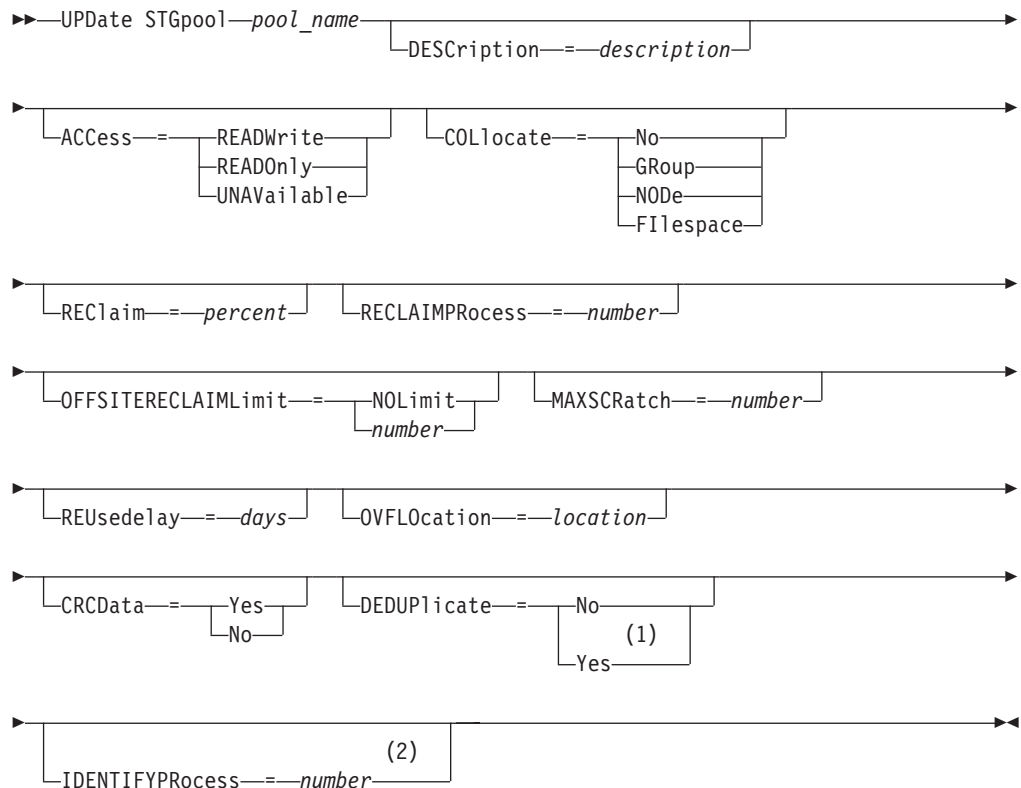 UPDate STGpool pool_name
DESCription = description
ACCess = READWrite COLlocate = No
READOnly GRoup
UNAVailable NODe
FIlespace
REClaim = percent RECLAIMPRocess = number
OFFSITERECLAIMLimit = NOLimit MAXSCRatch = number
number
REUsedelay = days OVFLOcation = location
CRCData = Yes DEDUPlicate = No
No (1)
Yes
(2)
IDENTIFYPRocess = number